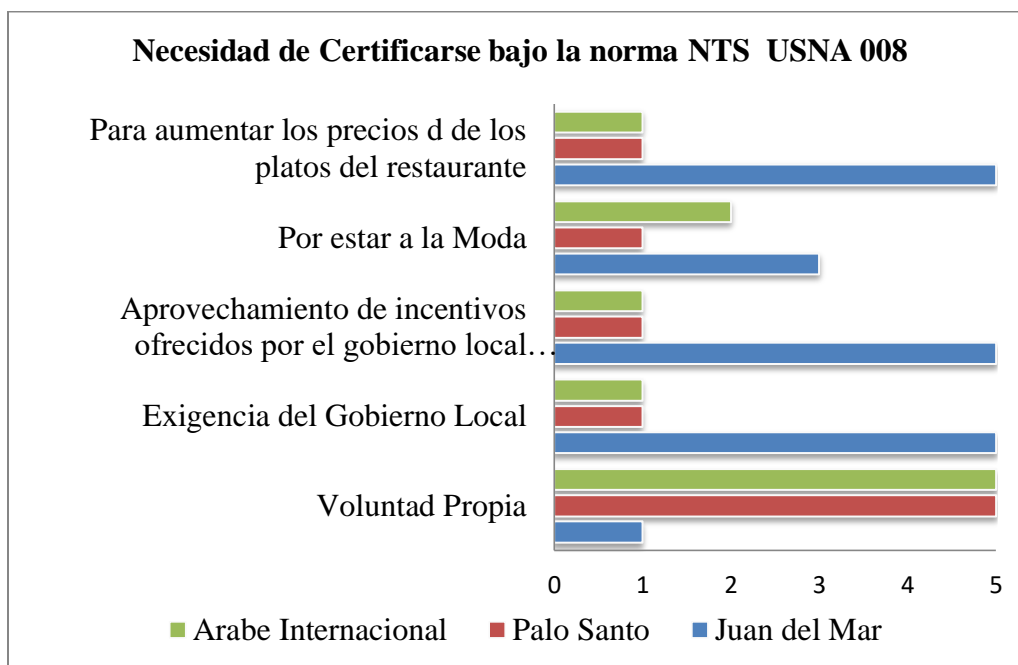 Necesidad de Certificarse bajo la norma NTS USNA 008
Para aumentar los precios d de los
platos del restaurante
Por estar a la Moda
Aprovechamiento de incentivos
ofrecidos por el gobierno local…
Exigencia del Gobierno Local
Voluntad Propia
0 1 2 3 4 5
Arabe Internacional Palo Santo Juan del Mar